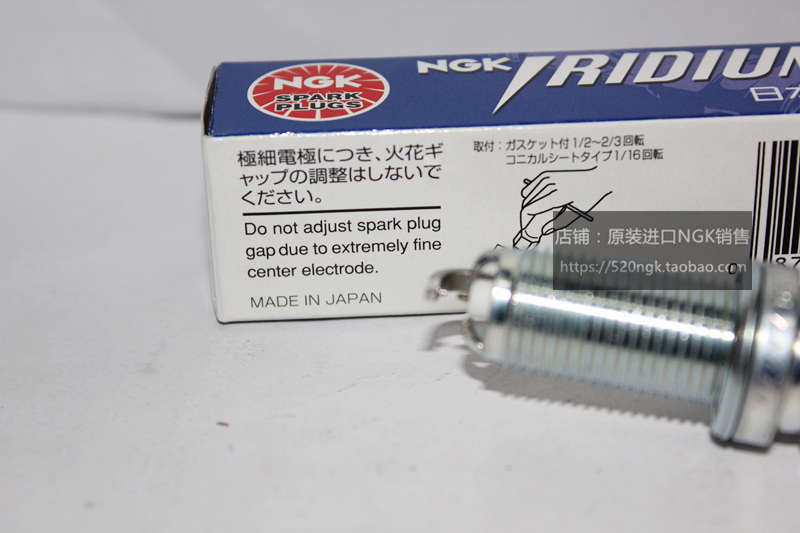 NGK
SPARK
PLUGS
NGK IRIDIUM
極細電極につき、火花ギ
ャップの調整はしないで
ください。
Do not adjust spark plug
gap due to extremely fine
center electrode.
MADE IN JAPAN
取付：ガスケット付1/2～2/3回転
コニカルシートタイプ1/16回転
店铺：原装进口NGK销售
https://520ngk.taobao.com
0
87